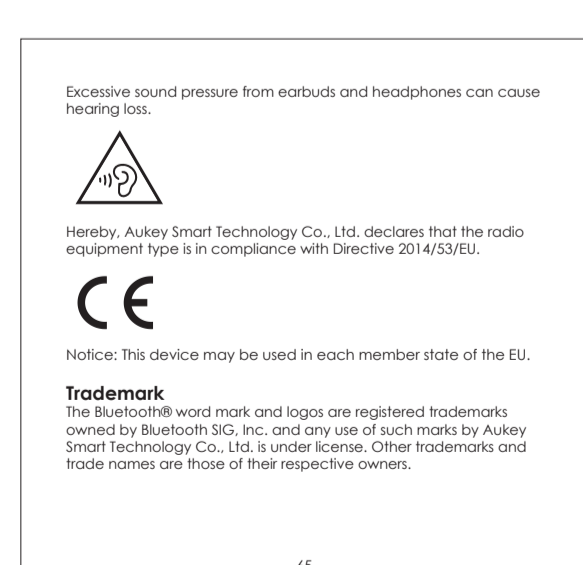 Excessive sound pressure from earbuds and headphones can cause
hearing loss.
Hereby, Aukey Smart Technology Co., Ltd. declares that the radio
equipment type is in compliance with Directive 2014/53/EU.
CE
Notice: This device may be used in each member state of the EU.
Trademark
The Bluetooth® word mark and logos are registered trademarks
owned by Bluetooth SIG, Inc. and any use of such marks by Aukey
Smart Technology Co., Ltd. is under license. Other trademarks and
trade names are those of their respective owners.